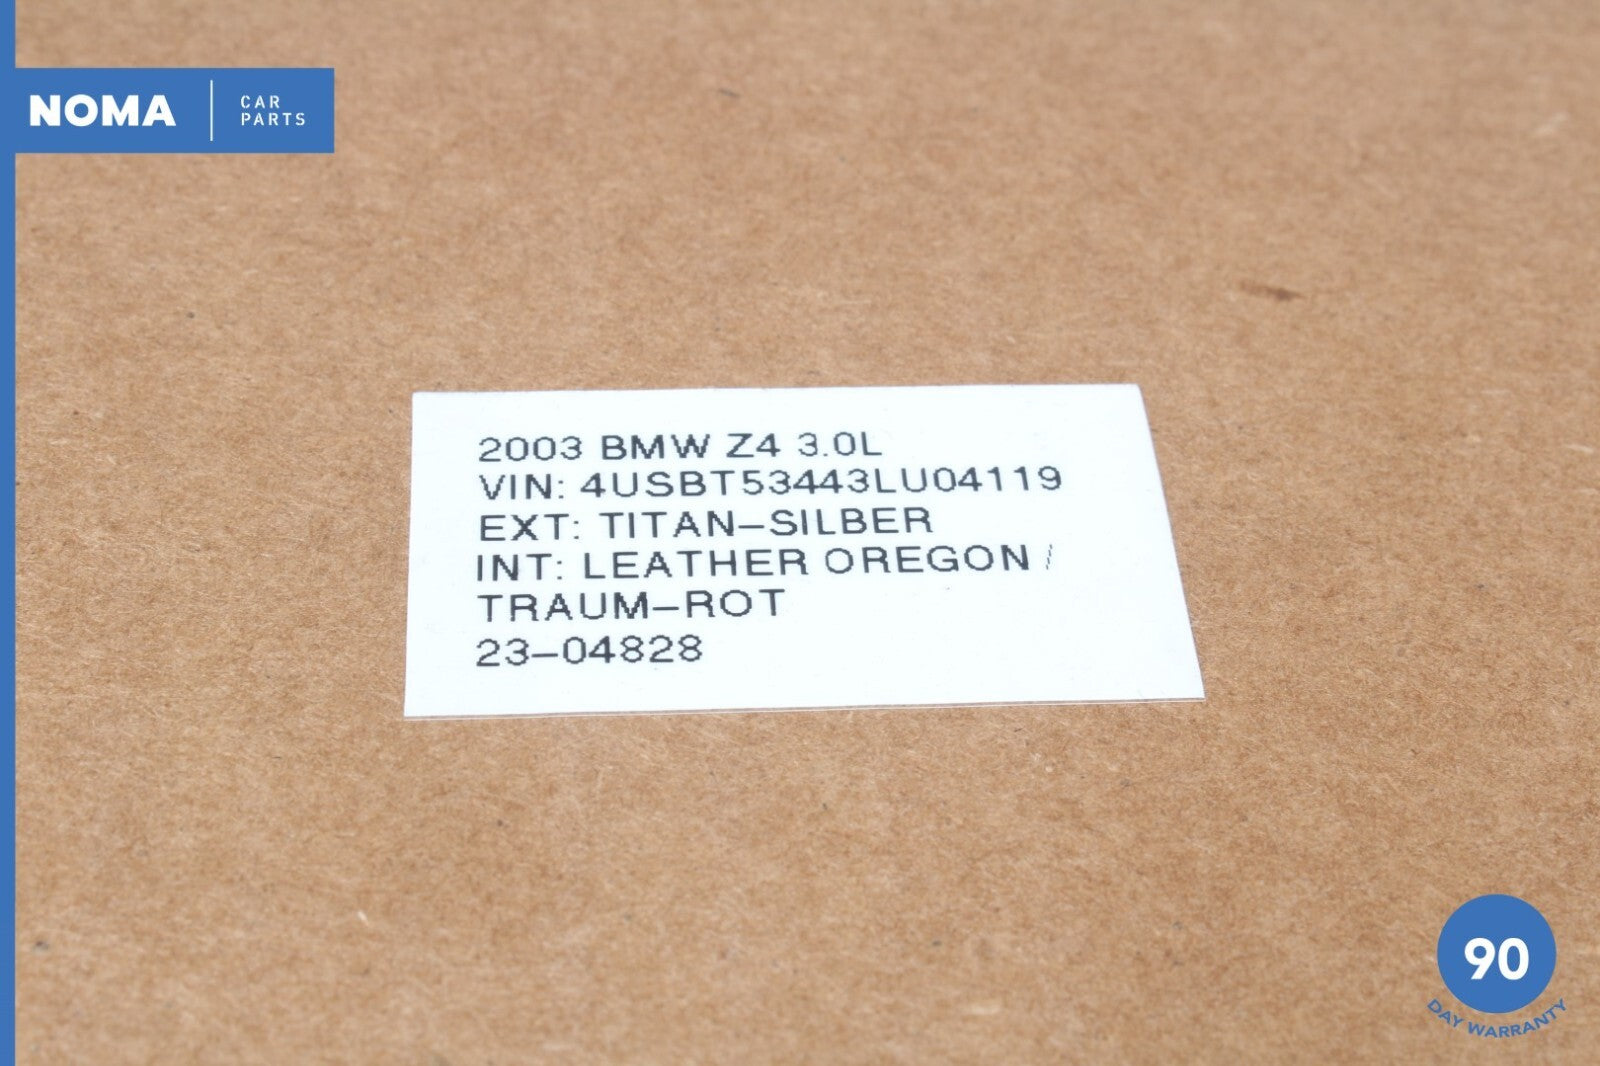 NOMA
CAR
PARTS
2003 BMW Z4 3.0L
VIN: 4USBT53443LU04119
EXT: TITAN-SILBER
INT: LEATHER OREGON /
TRAUM-ROT
23-04828
90
DAY WARRANTY